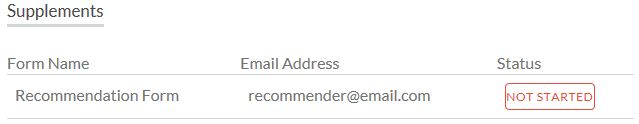 Supplements
Form Name Email Address Status
Recommendation Form recommender@email.com NOT STARTED